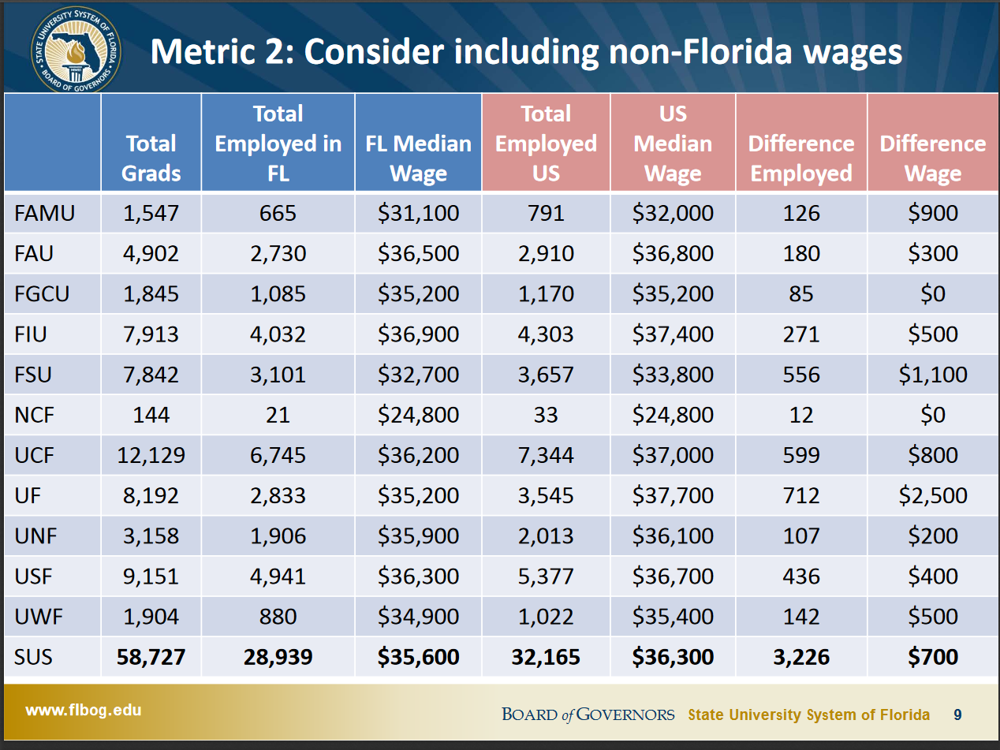 STATE UNIVERSITY SYSTEM OF FLORIDA
MMXI
BOARD OF GOVERNORS
Metric 2: Consider including non-Florida wages
Total Grads Total Employed in FL FL Median Wage Total Employed US US Median Wage Difference Employed Difference Wage
FAMU 1,547 665 $31,100 791 $32,000 126 $900
FAU 4,902 2,730 $36,500 2,910 $36,800 180 $300
FGCU 1,845 1,085 $35,200 1,170 $35,200 85 $0
FIU 7,913 4,032 $36,900 4,303 $37,400 271 $500
FSU 7,842 3,101 $32,700 3,657 $33,800 556 $1,100
NCF 144 21 $24,800 33 $24,800 12 $0
UCF 12,129 6,745 $36,200 7,344 $37,000 599 $800
UF 8,192 2,833 $35,200 3,545 $37,700 712 $2,500
UNF 3,158 1,906 $35,900 2,013 $36,100 107 $200
USF 9,151 4,941 $36,300 5,377 $36,700 436 $400
UWF 1,904 880 $34,900 1,022 $35,400 142 $500
SUS 58,727 28,939 $35,600 32,165 $36,300 3,226 $700
www.flbog.edu
BOARD of GOVERNORS State University System of Florida 9